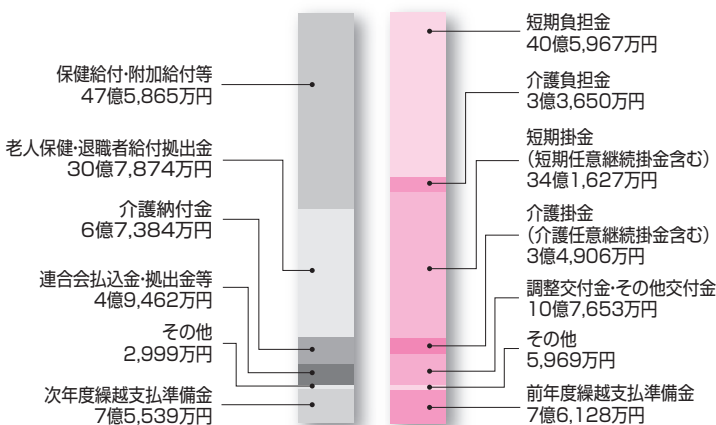 保健給付・附加給付等
47億5,865万円
老人保健・退職者給付拠出金
30億7,874万円
介護納付金
6億7,384万円
連合会払込金・拠出金等
4億9,462万円
その他
2,999万円
次年度繰越支払準備金
7億5,539万円
短期負担金
40億5,967万円
介護負担金
3億3,650万円
短期掛金
(短期任意継続掛金含む)
34億1,627万円
介護掛金
(介護任意継続掛金含む)
3億4,906万円
調整交付金・その他交付金
10億7,653万円
その他
5,969万円
前年度繰越支払準備金
7億6,128万円